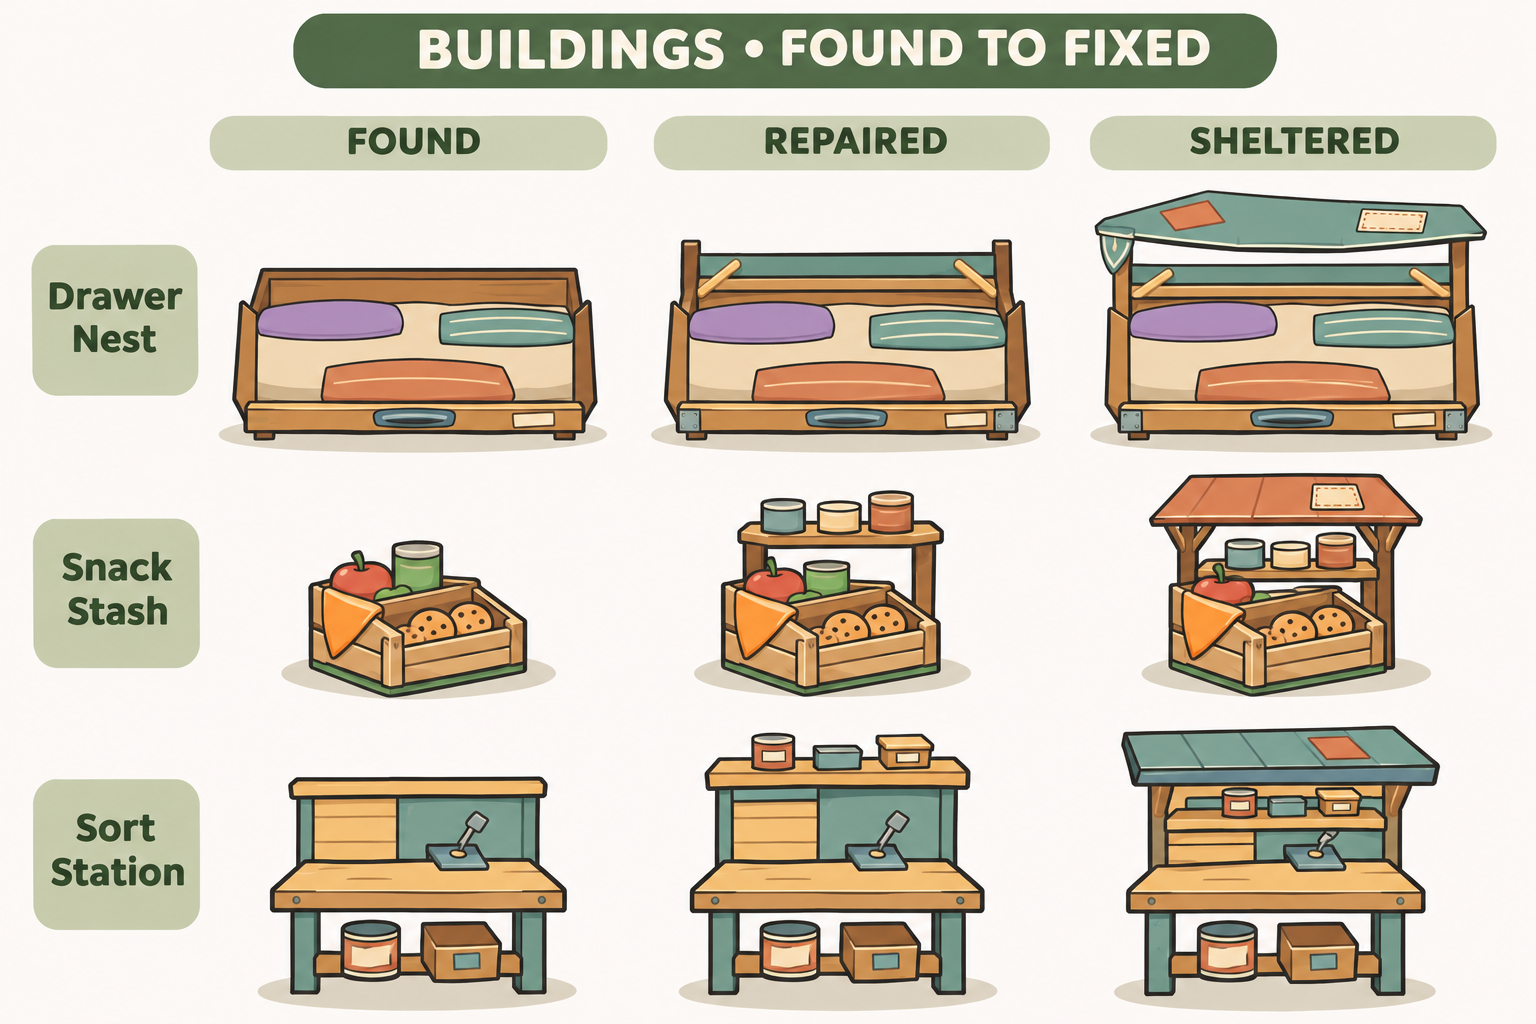 BUILDINGS • FOUND TO FIXED
FOUND
REPAIRED
SHELTERED
Drawer
Nest
Snack
Stash
Sort
Station